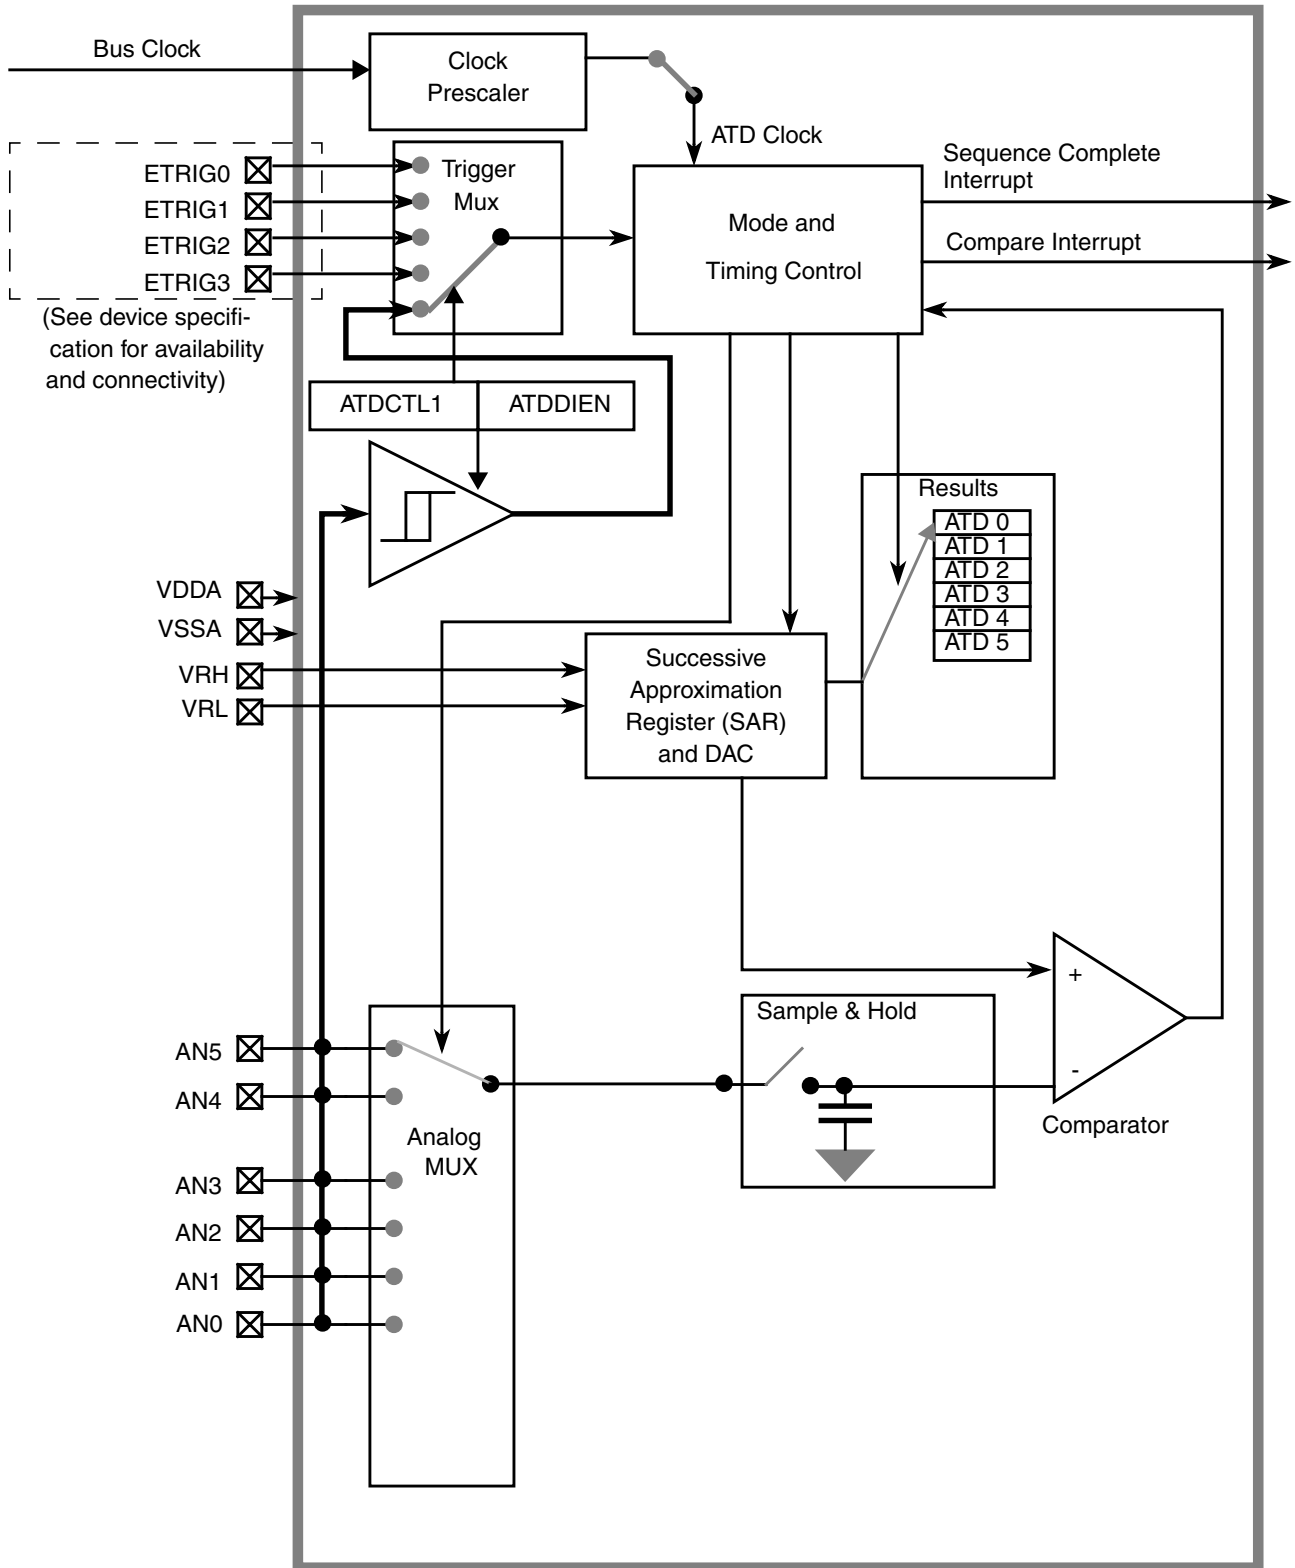 Bus Clock
Clock
Prescaler
ATD Clock
ETRIG0
ETRIG1
ETRIG2
ETRIG3
(See device specifi-
cation for availability
and connectivity)
Trigger
Mux
Mode and
Timing Control
Sequence Complete
Interrupt
Compare Interrupt
ATDCTL1
ATDDIEN
Results
ATD 0
ATD 1
ATD 2
ATD 3
ATD 4
ATD 5
VDDA
VSSA
VRH
VRL
Successive
Approximation
Register (SAR)
and DAC
+
-
Comparator
Sample & Hold
AN5
AN4
AN3
AN2
AN1
AN0
Analog
MUX